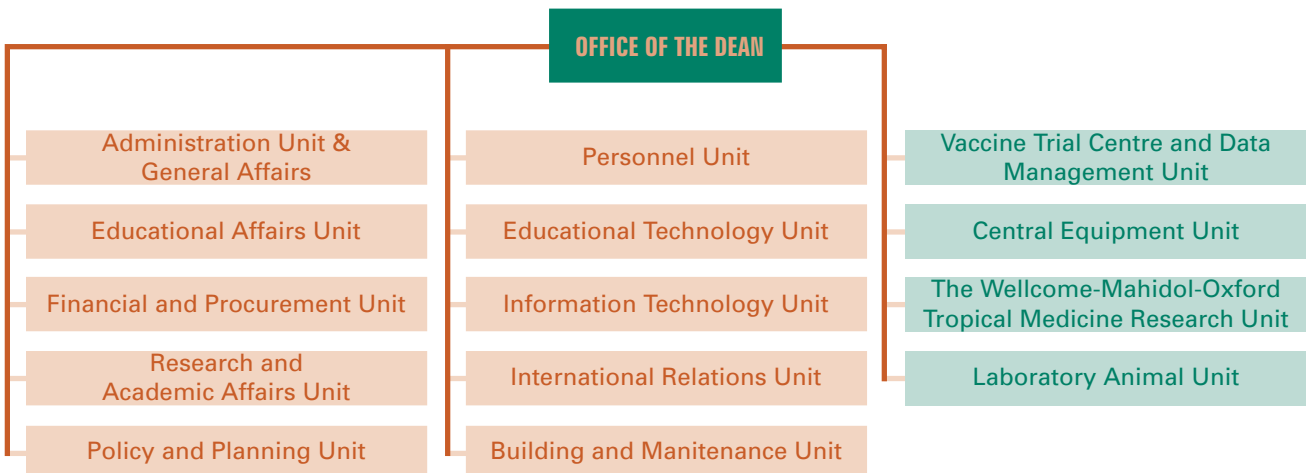 OFFICE OF THE DEAN
Administration Unit &
General Affairs
Educational Affairs Unit
Financial and Procurement Unit
Research and
Academic Affairs Unit
Policy and Planning Unit
Personnel Unit
Educational Technology Unit
Information Technology Unit
International Relations Unit
Building and Manitenance Unit
Vaccine Trial Centre and Data
Management Unit
Central Equipment Unit
The Wellcome-Mahidol-Oxford
Tropical Medicine Research Unit
Laboratory Animal Unit